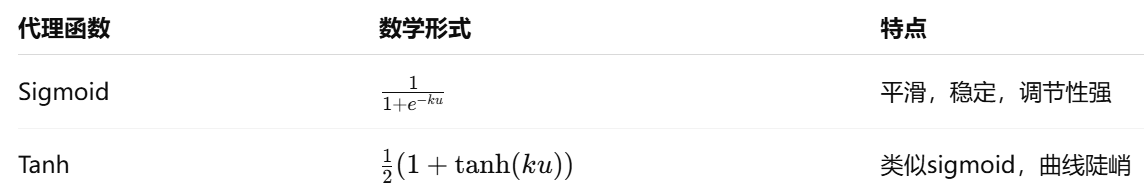 代理函数 数学形式 特点
Sigmoid $\frac{1}{1+e^{-ku}}$ 平滑，稳定，调节性强
Tanh $\frac{1}{2}(1+\tanh(ku))$ 类似sigmoid，曲线陡峭